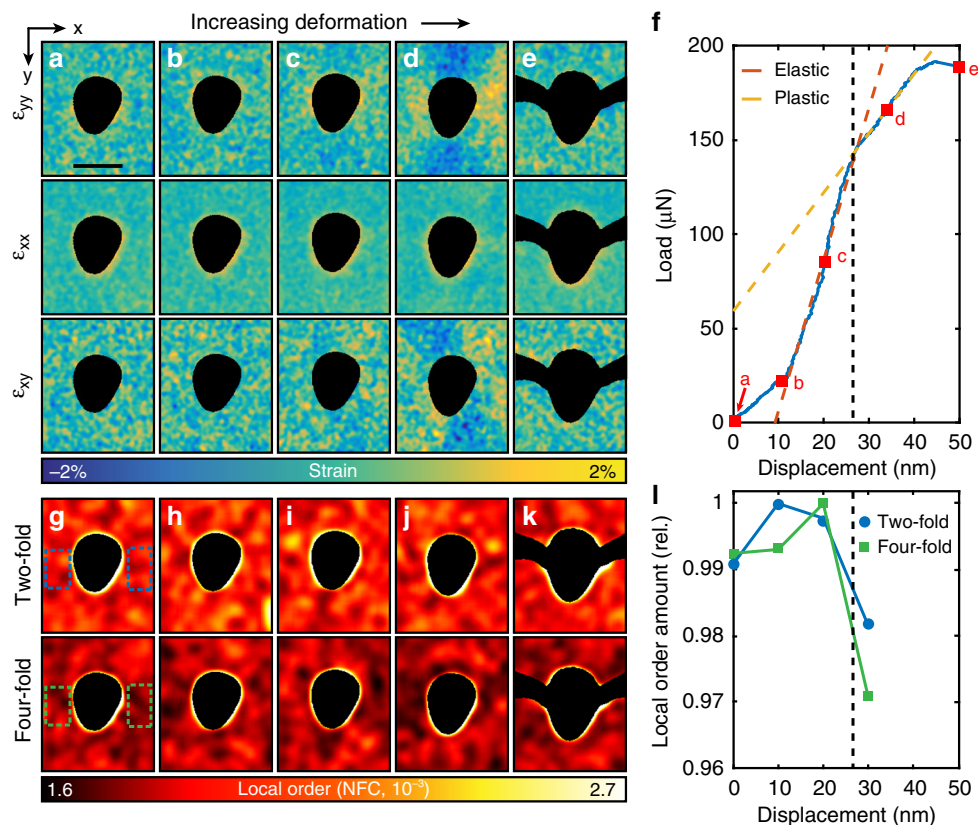 Increasing deformation
x
y
a b c d e
εyy
εxx
εxy
−2% Strain 2%
g h i j k
Two-fold
Four-fold
1.6 Local order (NFC, 10⁻³) 2.7
f
200
150
100
50
0
Load (μN)
Elastic
Plastic
a
b
c
d
e
0 10 20 30 40 50
Displacement (nm)
l
1
0.99
0.98
0.97
0.96
Local order amount (rel.)
Two-fold
Four-fold
0 10 20 30 40 50
Displacement (nm)